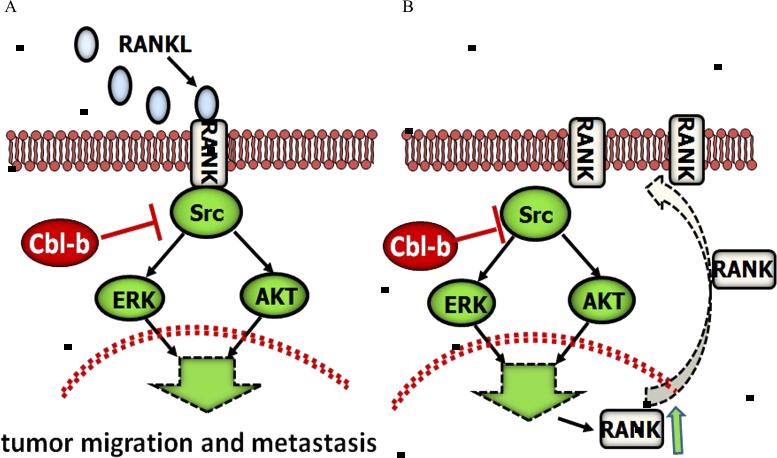 A
RANKL
RANK
Src
Cbl-b
ERK
AKT
tumor migration and metastasis
B
RANK
RANK
Src
Cbl-b
RANK
ERK
AKT
RANK